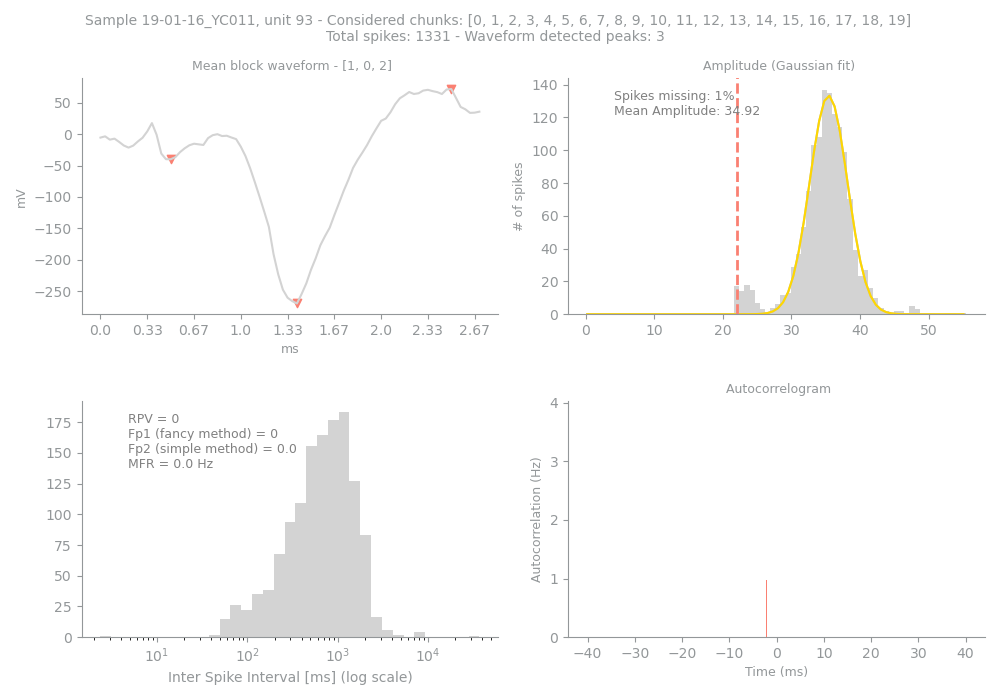 Sample 19-01-16_YC011, unit 93 - Considered chunks: [0, 1, 2, 3, 4, 5, 6, 7, 8, 9, 10, 11, 12, 13, 14, 15, 16, 17, 18, 19]
Total spikes: 1331 - Waveform detected peaks: 3
Mean block waveform - [1, 0, 2]
50
0
−50
−100
−150
−200
−250
mV
0.0 0.33 0.67 1.0 1.33 1.67 2.0 2.33 2.67
ms
Amplitude (Gaussian fit)
Spikes missing: 1%
Mean Amplitude: 34.92
140
120
100
80
60
40
20
0
# of spikes
0 10 20 30 40 50
RPV = 0
Fp1 (fancy method) = 0
Fp2 (simple method) = 0.0
MFR = 0.0 Hz
175
150
125
100
75
50
25
0
10¹ 10² 10³ 10⁴
Inter Spike Interval [ms] (log scale)
Autocorrelogram
4
3
2
1
0
Autocorrelation (Hz)
−40 −30 −20 −10 0 10 20 30 40
Time (ms)